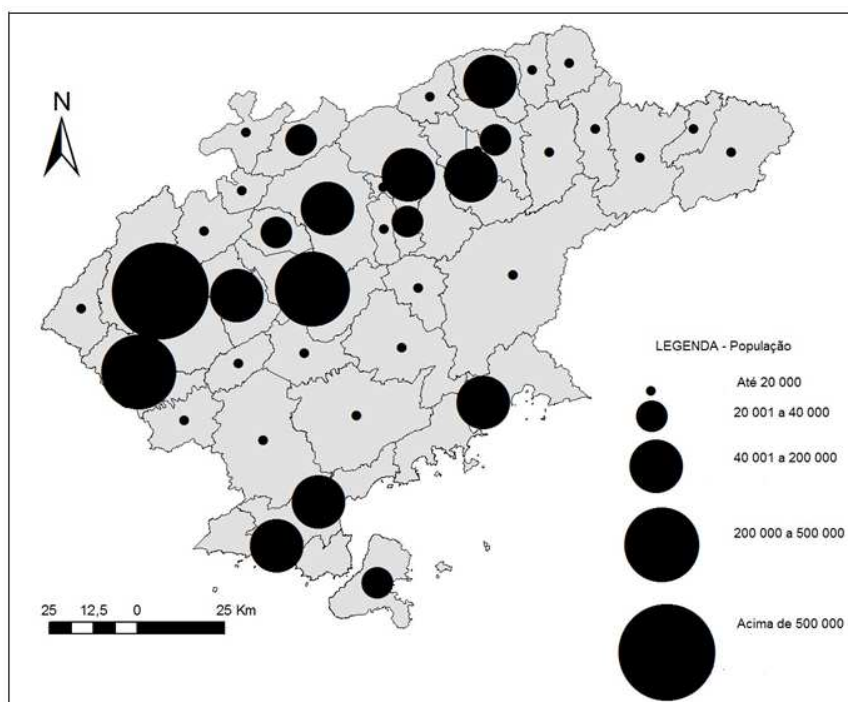 N
LEGENDA - População
Até 20 000
20 001 a 40 000
40 001 a 200 000
200 000 a 500 000
Acima de 500 000
25 12,5 0 25 Km